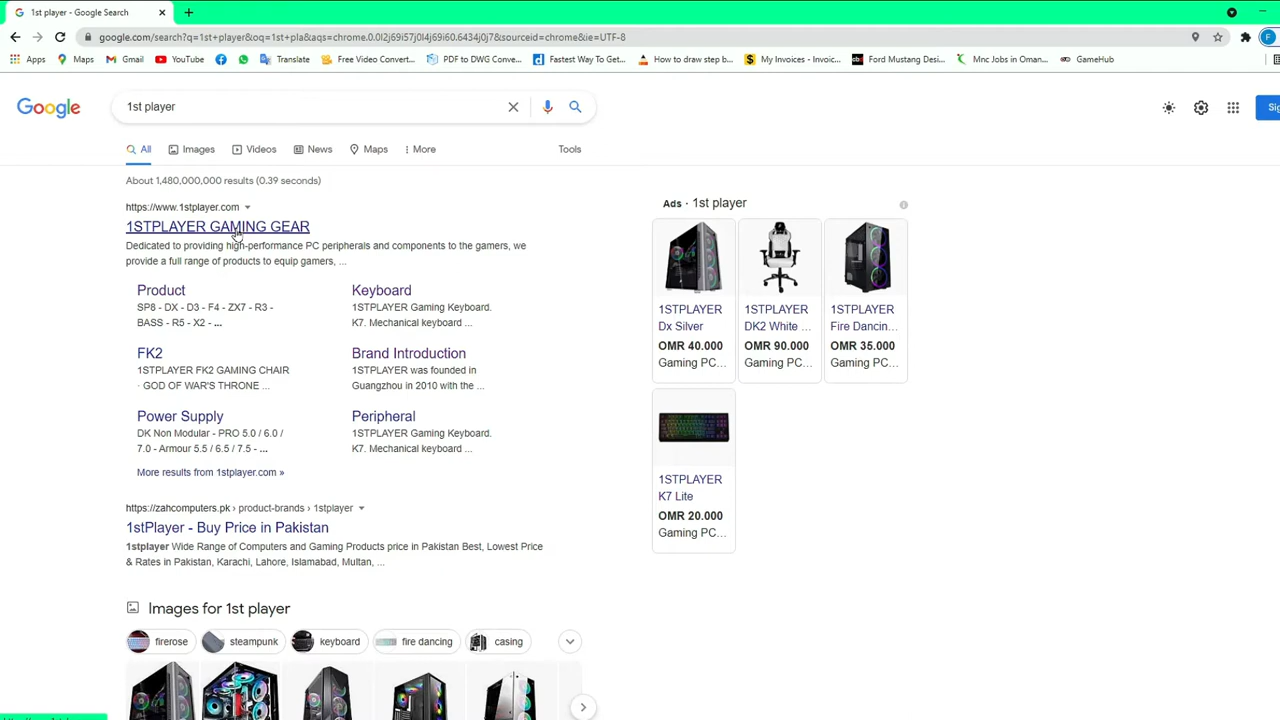 1st player - Google Search
google.com/search?q=1st+player&oq=1st+pla&aqs=chrome.0.0l2j69i57j0l4j69i60.6434j0j7&sourceid=chrome&ie=UTF-8
Apps Maps Gmail YouTube Translate Free Video Convert... PDF to DWG Conve... Fastest Way To Get... How to draw step b... My Invoices - Invoic... Ford Mustang Desi... Mnc Jobs in Oman... GameHub
Google
1st player
All Images Videos News Maps More Tools
About 1,480,000,000 results (0.39 seconds)
https://www.1stplayer.com
1STPLAYER GAMING GEAR
Dedicated to providing high-performance PC peripherals and components to the gamers, we
provide a full range of products to equip gamers, ...
Product
SP8 - DX - D3 - F4 - ZX7 - R3 -
BASS - R5 - X2 - ...
Keyboard
1STPLAYER Gaming Keyboard.
K7. Mechanical keyboard ...
FK2
1STPLAYER FK2 GAMING CHAIR
· GOD OF WAR'S THRONE ...
Brand Introduction
1STPLAYER was founded in
Guangzhou in 2010 with the ...
Power Supply
DK Non Modular - PRO 5.0 / 6.0 /
7.0 - Armour 5.5 / 6.5 / 7.5 - ...
Peripheral
1STPLAYER Gaming Keyboard.
K7. Mechanical keyboard ...
More results from 1stplayer.com »
https://zahcomputers.pk › product-brands › 1stplayer
1stPlayer - Buy Price in Pakistan
1stplayer Wide Range of Computers and Gaming Products price in Pakistan Best, Lowest Price
& Rates in Pakistan, Karachi, Lahore, Islamabad, Multan, ...
Images for 1st player
firerose steampunk keyboard fire dancing casing
Ads · 1st player
1STPLAYER
Dx Silver
OMR 40.000
Gaming PC...
1STPLAYER
DK2 White ...
OMR 90.000
Gaming PC...
1STPLAYER
Fire Dancin...
OMR 35.000
Gaming PC...
1STPLAYER
K7 Lite
OMR 20.000
Gaming PC...